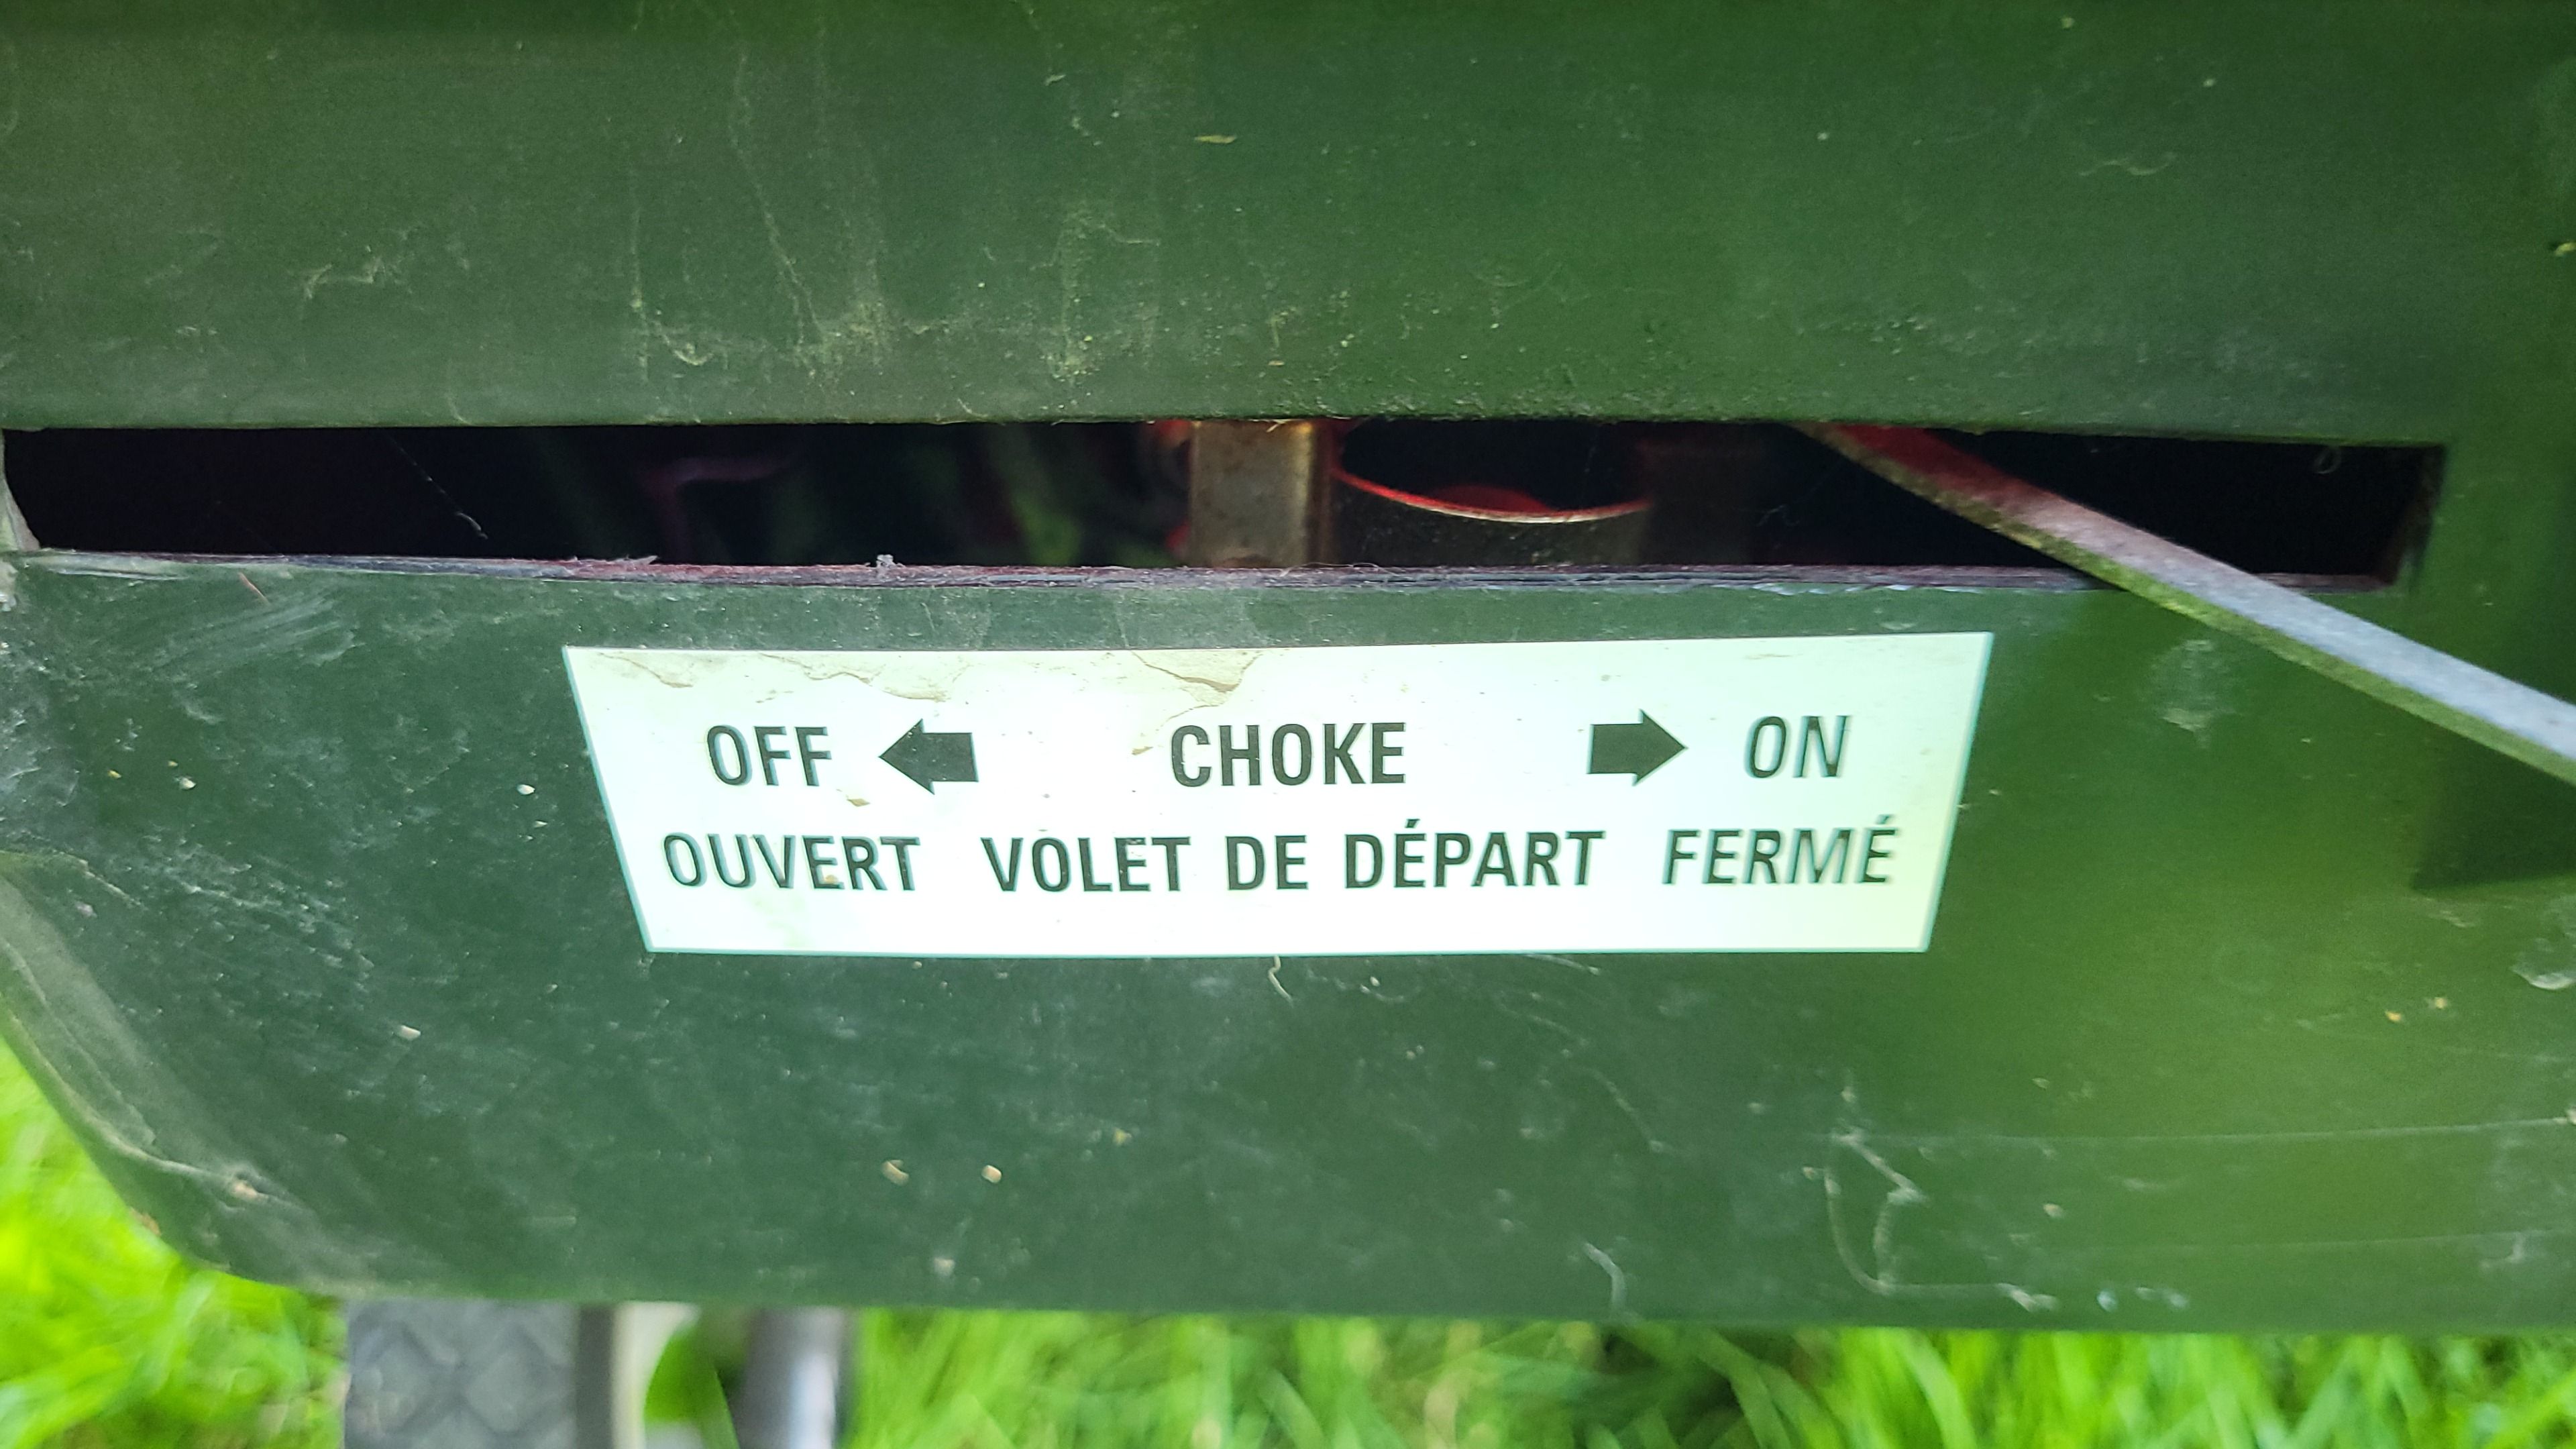 OFF ← CHOKE → ON
OUVERT VOLET DE DÉPART FERMÉ